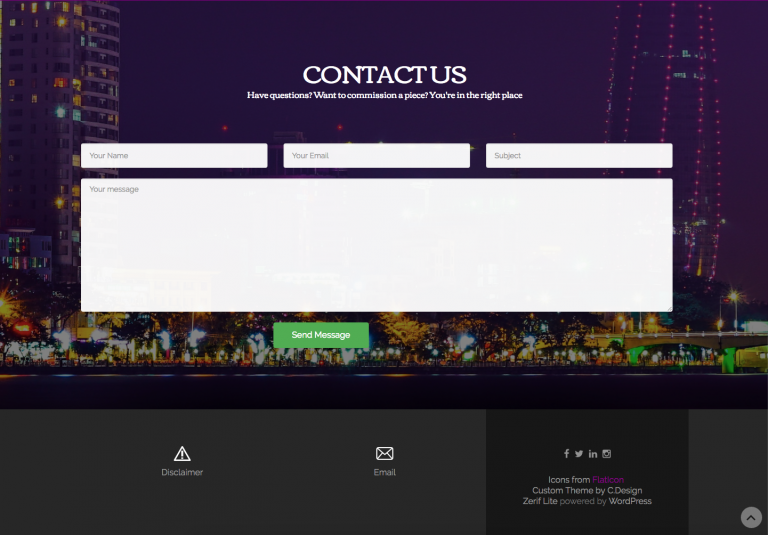 CONTACT US
Have questions? Want to commission a piece? You're in the right place
Your Name
Your Email
Subject
Your message
Send Message
Disclaimer
Email
Icons from Flaticon
Custom Theme by C.Design
Zerif Lite powered by WordPress